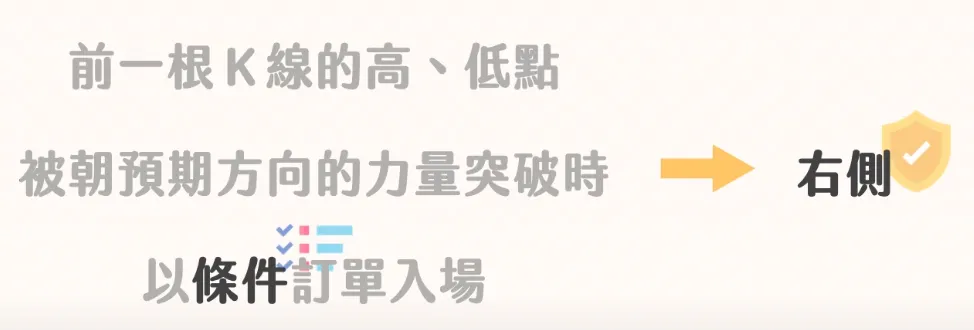 前一根K線的高、低點
被朝預期方向的力量突破時
右側
以條件訂單入場